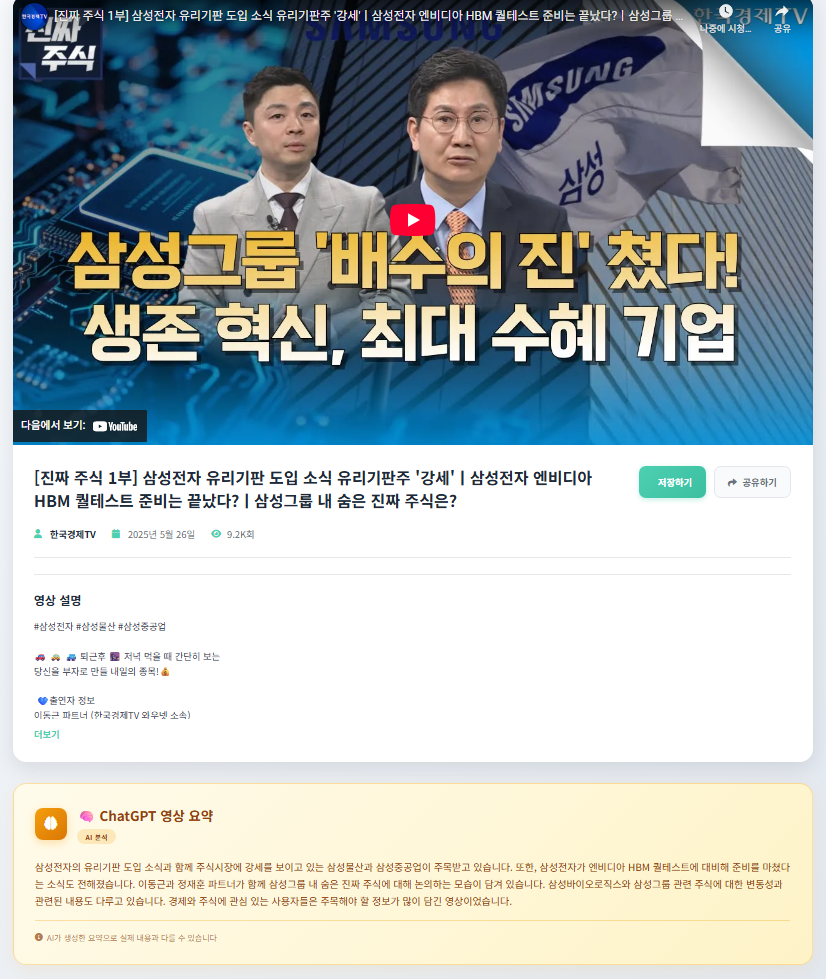 한국경제TV
[진짜 주식 1부] 삼성전자 유리기판 도입 소식 유리기판주 '강세'ㅣ삼성전자 엔비디아 HBM 퀄테스트 준비는 끝났다?ㅣ삼성그룹 ...
한국경제TV
나중에 시청...
공유
진짜
주식
SAMSUNG
SAMSUNG
삼성
삼성그룹 '배수의 진' 쳤다!
생존 혁신, 최대 수혜 기업
다음에서 보기: YouTube
[진짜 주식 1부] 삼성전자 유리기판 도입 소식 유리기판주 '강세'ㅣ삼성전자 엔비디아
HBM 퀄테스트 준비는 끝났다?ㅣ삼성그룹 내 숨은 진짜 주식은?
저장하기
공유하기
한국경제TV 2025년 5월 26일 9.2K회
영상 설명
#삼성전자 #삼성물산 #삼성중공업
🚗 🚕 🚙 퇴근후 🌆 저녁 먹을 때 간단히 보는
당신을 부자로 만들 내일의 종목!💰
💙출연자 정보
이동근 파트너 (한국경제TV 와우넷 소속)
더보기
🧠 ChatGPT 영상 요약
AI 분석
삼성전자의 유리기판 도입 소식과 함께 주식시장에 강세를 보이고 있는 삼성물산과 삼성중공업이 주목받고 있습니다. 또한, 삼성전자가 엔비디아 HBM 퀄테스트에 대비해 준비를 마쳤다
는 소식도 전해졌습니다. 이동근과 정재훈 파트너가 함께 삼성그룹 내 숨은 진짜 주식에 대해 논의하는 모습이 담겨 있습니다. 삼성바이오로직스와 삼성그룹 관련 주식에 대한 변동성과
관련된 내용도 다루고 있습니다. 경제와 주식에 관심 있는 사용자들은 주목해야 할 정보가 많이 담긴 영상이었습니다.
AI가 생성한 요약으로 실제 내용과 다를 수 있습니다